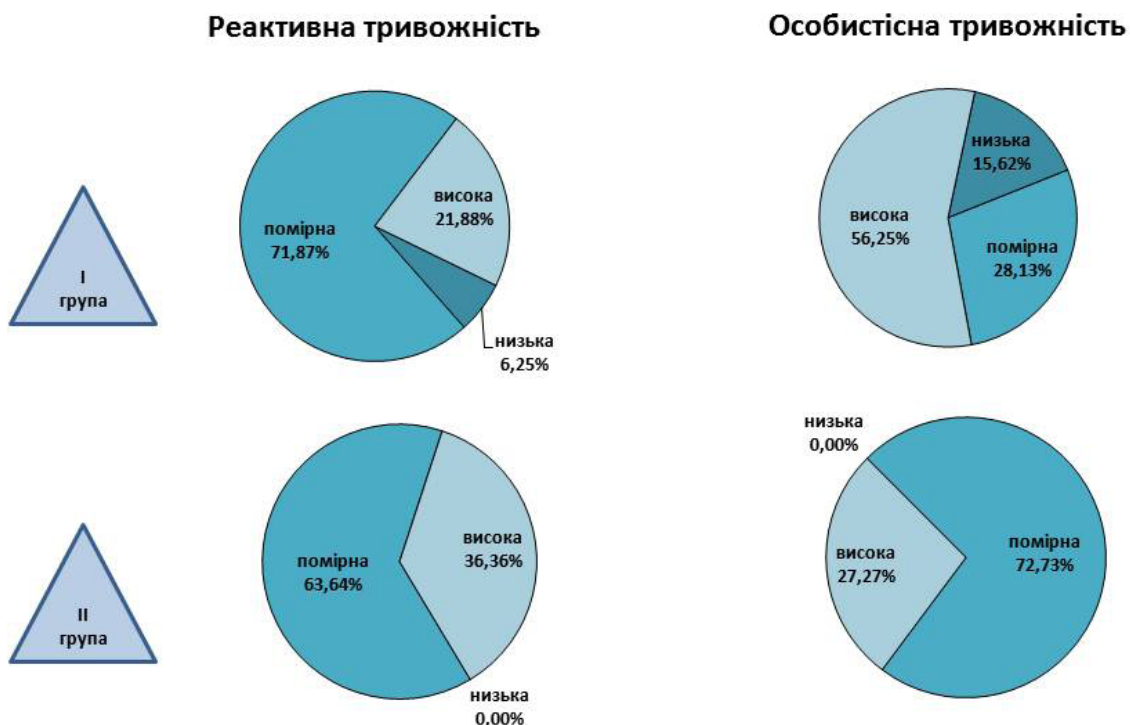 Реактивна тривожність
Особистісна тривожність
І
група
помірна
71,87%
висока
21,88%
низька
6,25%
висока
56,25%
низька
15,62%
помірна
28,13%
ІІ
група
помірна
63,64%
висока
36,36%
низька
0,00%
низька
0,00%
висока
27,27%
помірна
72,73%